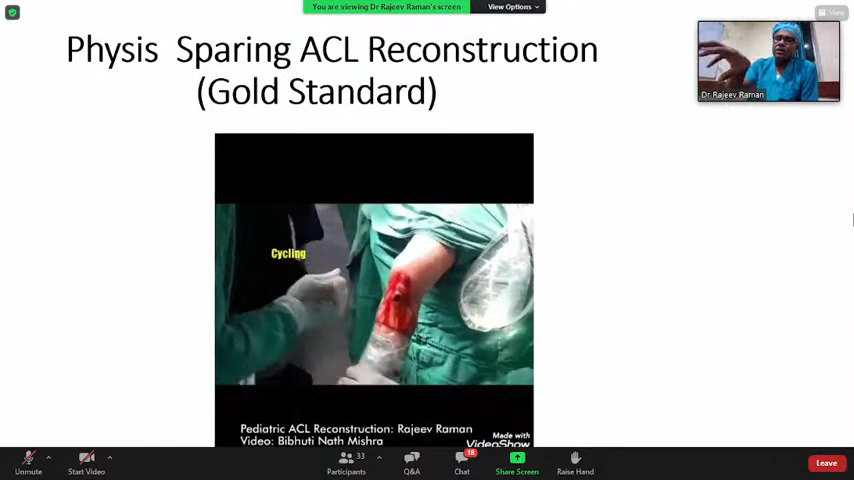 You are viewing Dr Rajeev Raman's screen
View Options
View
Physis Sparing ACL Reconstruction
(Gold Standard)
Dr Rajeev Raman
Cycling
Pediatric ACL Reconstruction: Rajeev Raman
Video: Bibhuti Nath Mishra
Made with
VideoShow
Unmute
Start Video
33
Participants
Q&A
18
Chat
Share Screen
Raise Hand
Leave